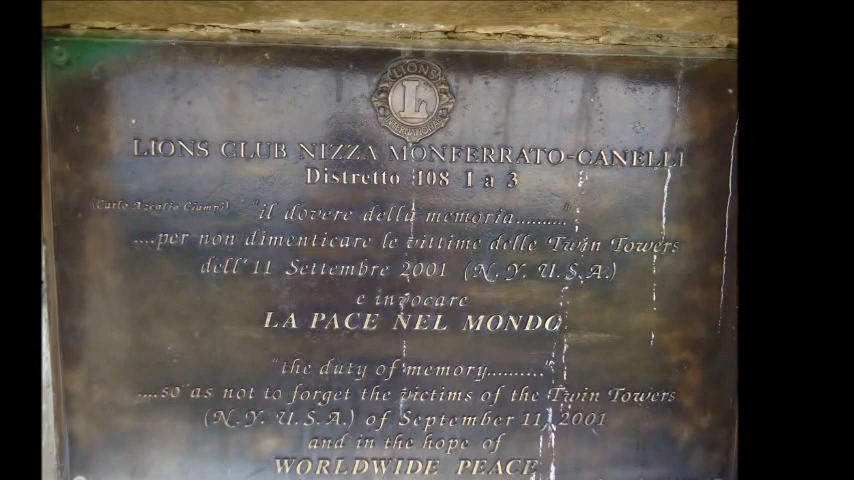 LIONS
L
INTERNATIONAL
LIONS CLUB NIZZA MONFERRATO-CANELLI
Distretto 108 I a 3
(Carlo Azeglio Ciampi) "il dovere della memoria.........."
....per non dimenticare le vittime delle Twin Towers
dell'11 Settembre 2001 (N.Y. U.S.A.)
e invocare
LA PACE NEL MONDO
"the duty of memory.........."
....so as not to forget the victims of the Twin Towers
(N.Y. U.S.A.) of September 11, 2001
and in the hope of
WORLDWIDE PEACE